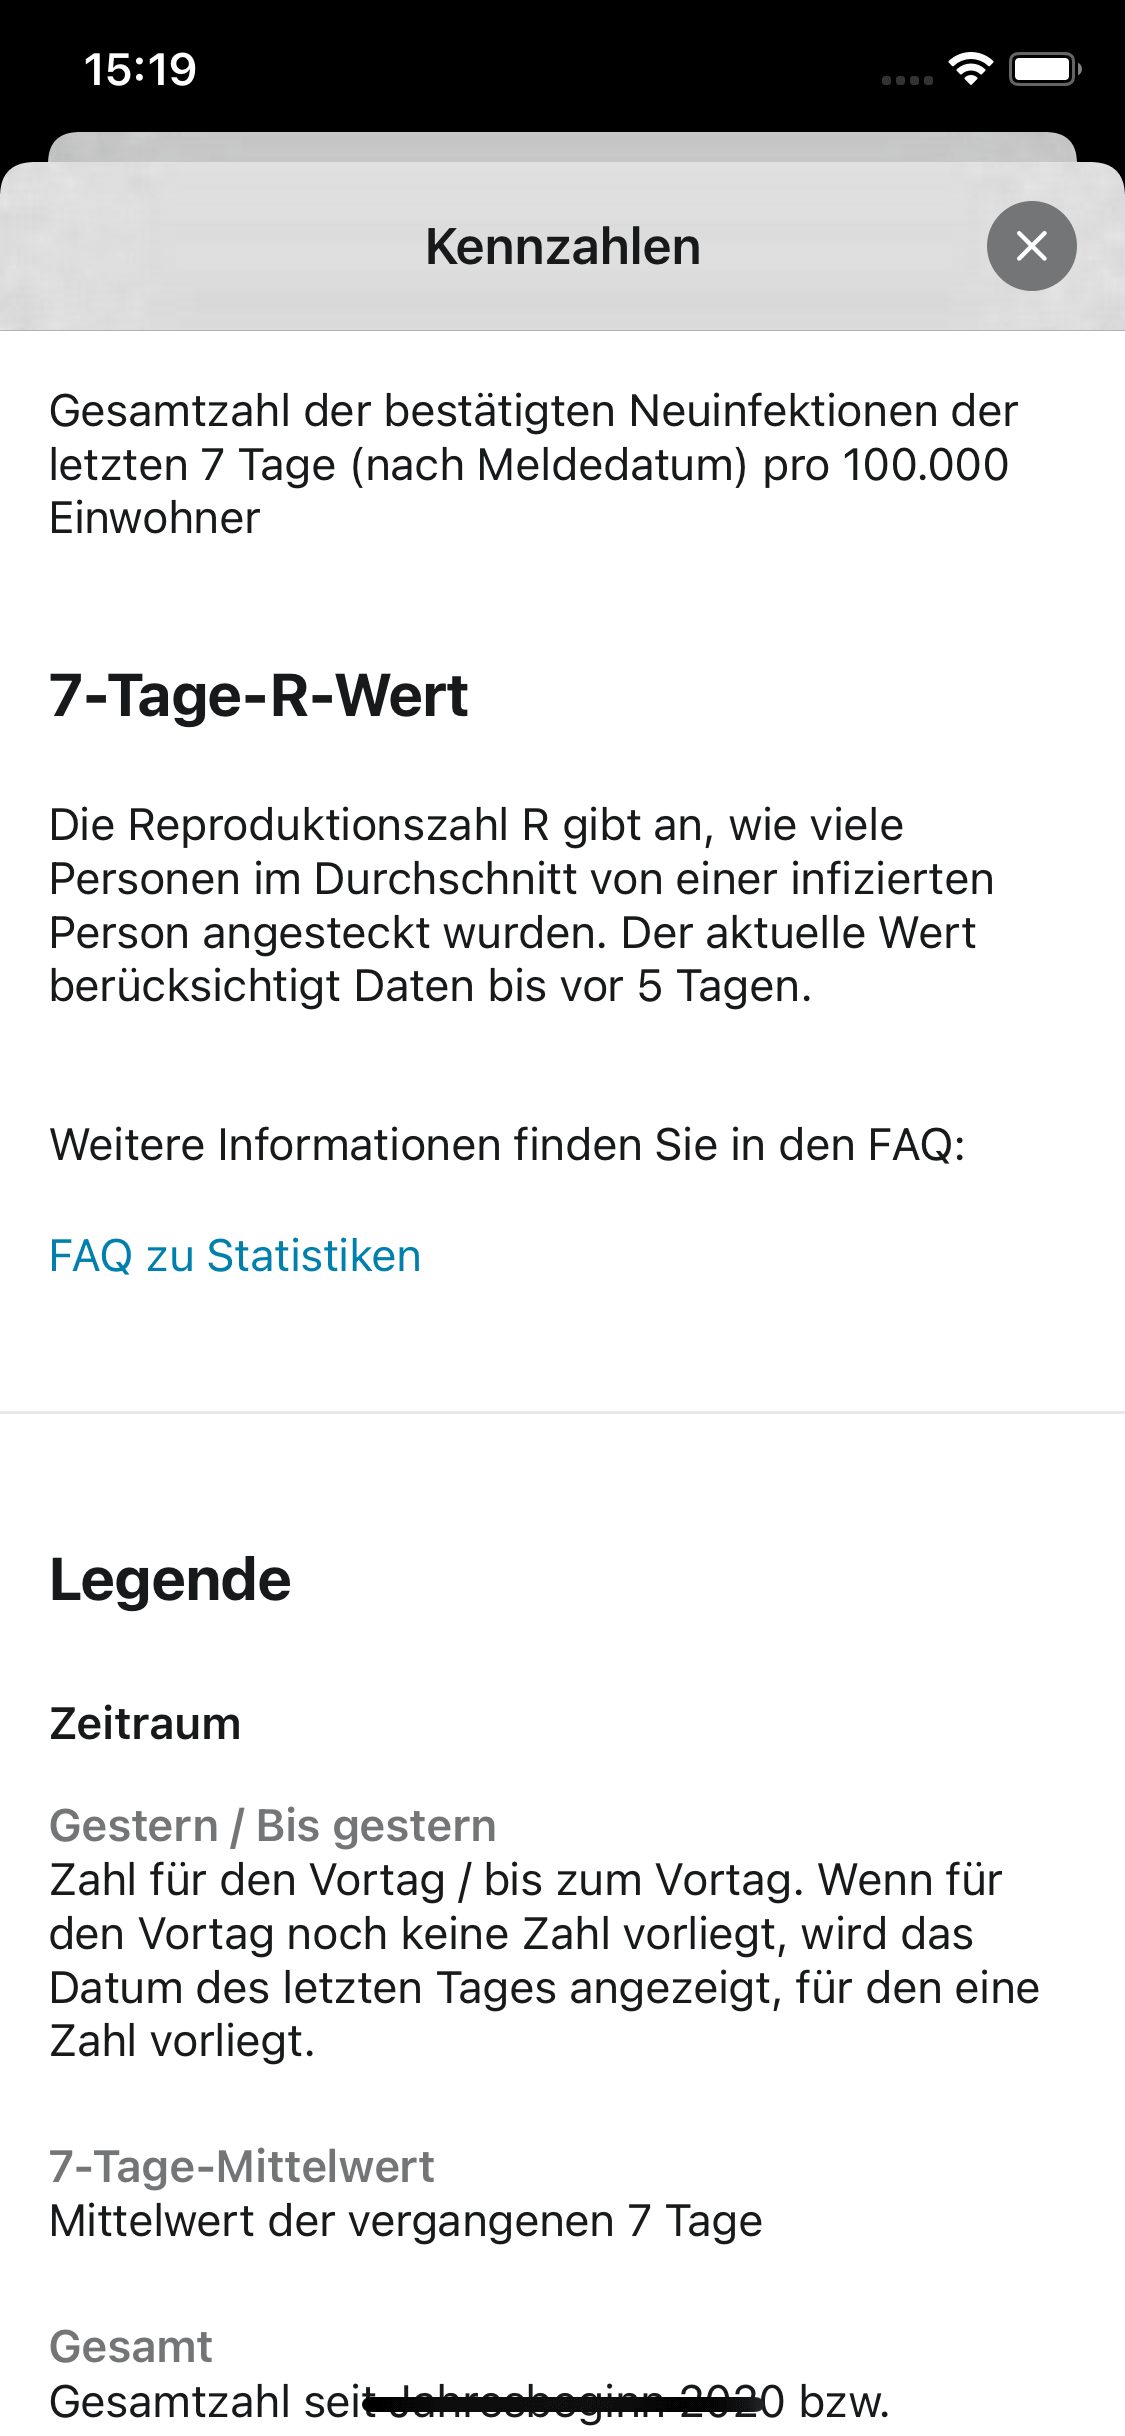 15:19
Kennzahlen
Gesamtzahl der bestätigten Neuinfektionen der
letzten 7 Tage (nach Meldedatum) pro 100.000
Einwohner
7-Tage-R-Wert
Die Reproduktionszahl R gibt an, wie viele
Personen im Durchschnitt von einer infizierten
Person angesteckt wurden. Der aktuelle Wert
berücksichtigt Daten bis vor 5 Tagen.
Weitere Informationen finden Sie in den FAQ:
FAQ zu Statistiken
Legende
Zeitraum
Gestern / Bis gestern
Zahl für den Vortag / bis zum Vortag. Wenn für
den Vortag noch keine Zahl vorliegt, wird das
Datum des letzten Tages angezeigt, für den eine
Zahl vorliegt.
7-Tage-Mittelwert
Mittelwert der vergangenen 7 Tage
Gesamt
Gesamtzahl seit Jahresbeginn 2020 bzw.